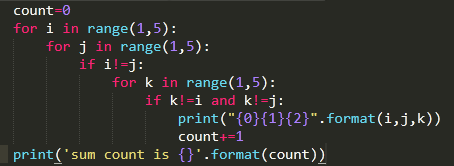 count=0
for i in range(1,5):
    for j in range(1,5):
        if i!=j:
            for k in range(1,5):
                if k!=i and k!=j:
                    print("{0}{1}{2}".format(i,j,k))
                    count+=1
print('sum count is {}'.format(count))